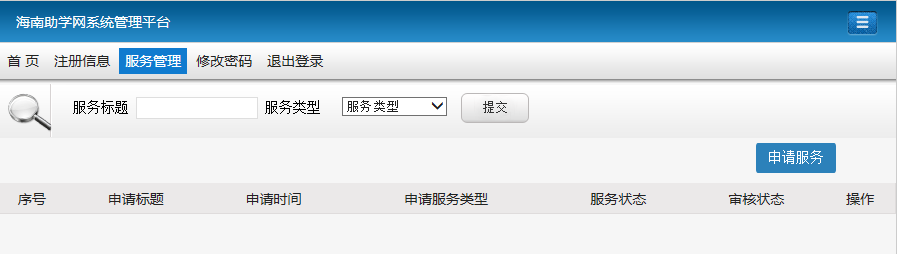 海南助学网系统管理平台
首 页 注册信息 服务管理 修改密码 退出登录
服务标题 服务类型 服务类型 提交
申请服务
序号 申请标题 申请时间 申请服务类型 服务状态 审核状态 操作